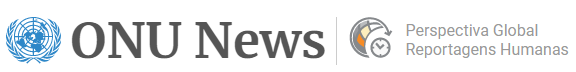 ONU News
Perspectiva Global
Reportagens Humanas